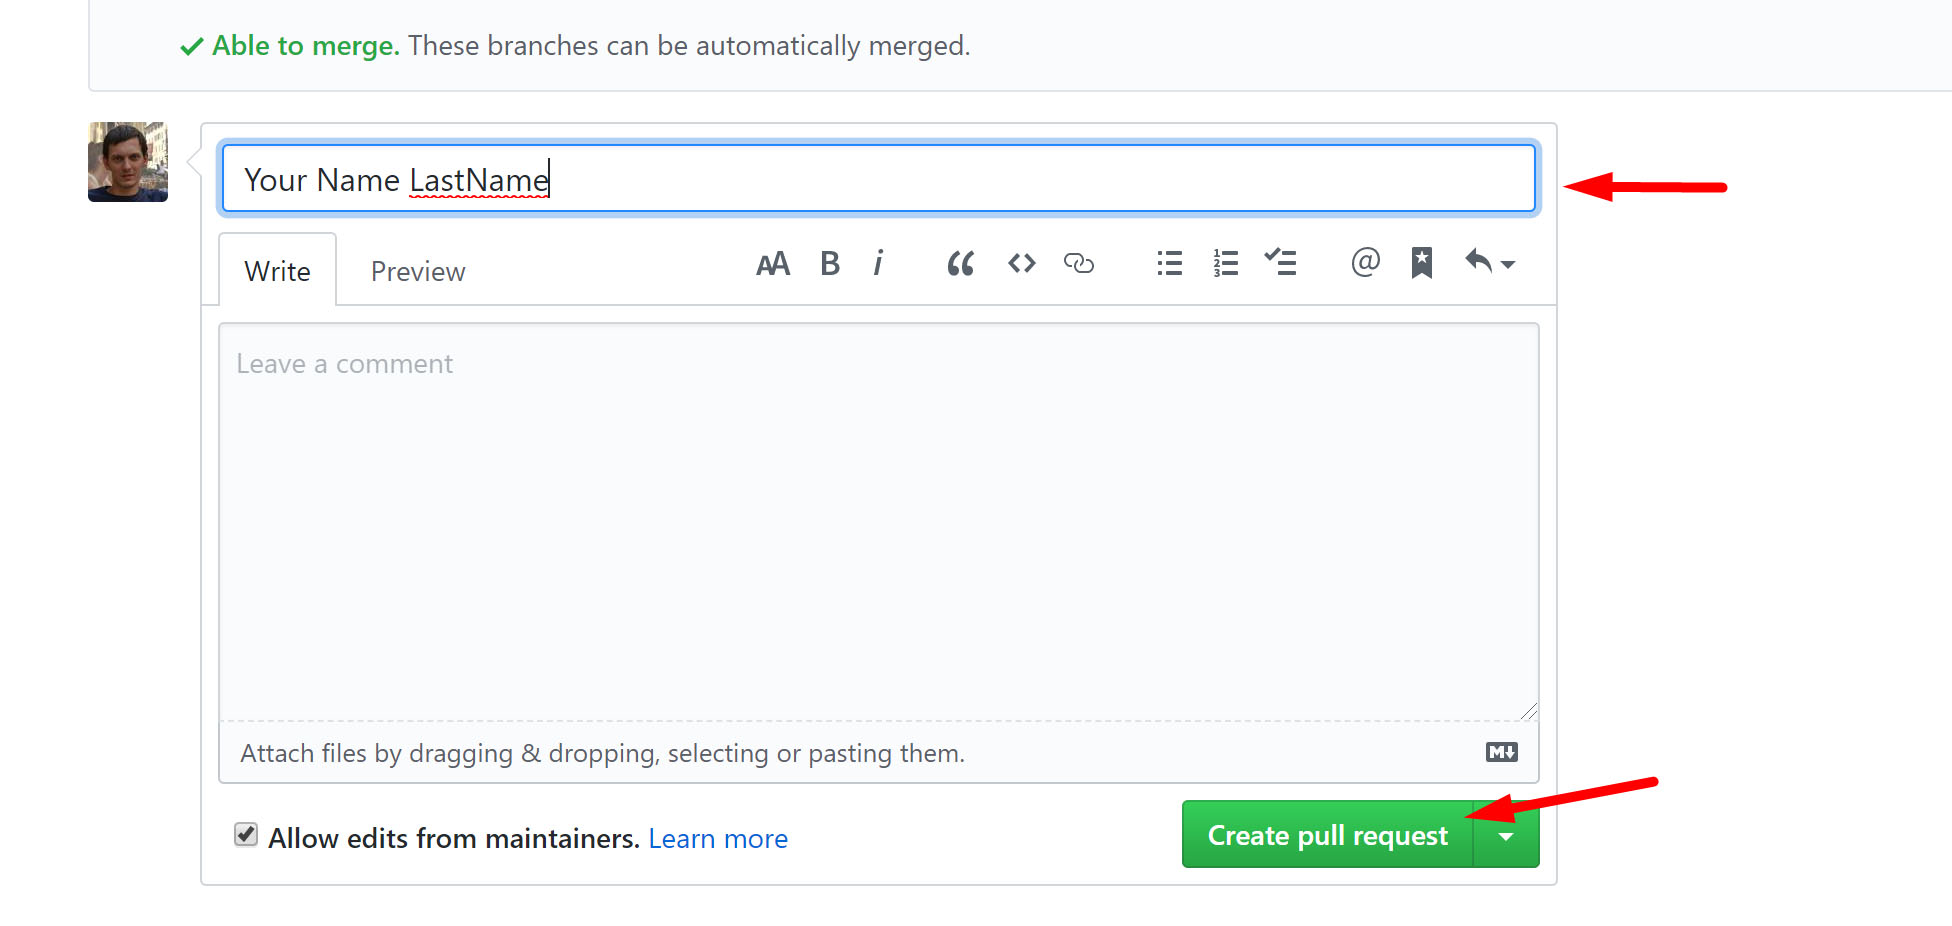 Able to merge. These branches can be automatically merged.
Your Name LastName
Write Preview AA B i “ <> @
Leave a comment
Attach files by dragging & dropping, selecting or pasting them.
M↓
Allow edits from maintainers. Learn more
Create pull request